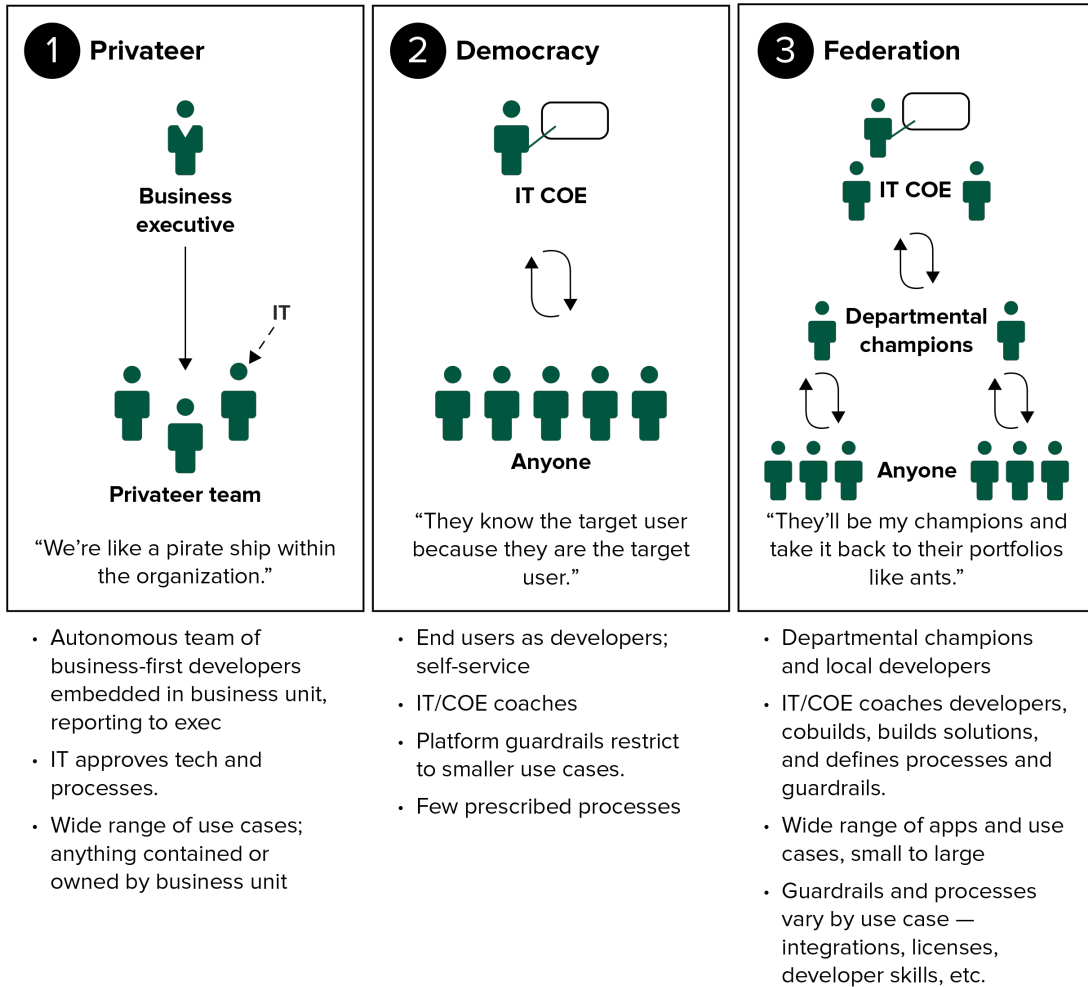 1 Privateer
Business
executive
IT
Privateer team
“We’re like a pirate ship within
the organization.”
• Autonomous team of
business-first developers
embedded in business unit,
reporting to exec
• IT approves tech and
processes.
• Wide range of use cases;
anything contained or
owned by business unit
2 Democracy
IT COE
Anyone
“They know the target user
because they are the target
user.”
• End users as developers;
self-service
• IT/COE coaches
• Platform guardrails restrict
to smaller use cases.
• Few prescribed processes
3 Federation
IT COE
Departmental
champions
Anyone
“They’ll be my champions and
take it back to their portfolios
like ants.”
• Departmental champions
and local developers
• IT/COE coaches developers,
cobuilds, builds solutions,
and defines processes and
guardrails.
• Wide range of apps and use
cases, small to large
• Guardrails and processes
vary by use case —
integrations, licenses,
developer skills, etc.